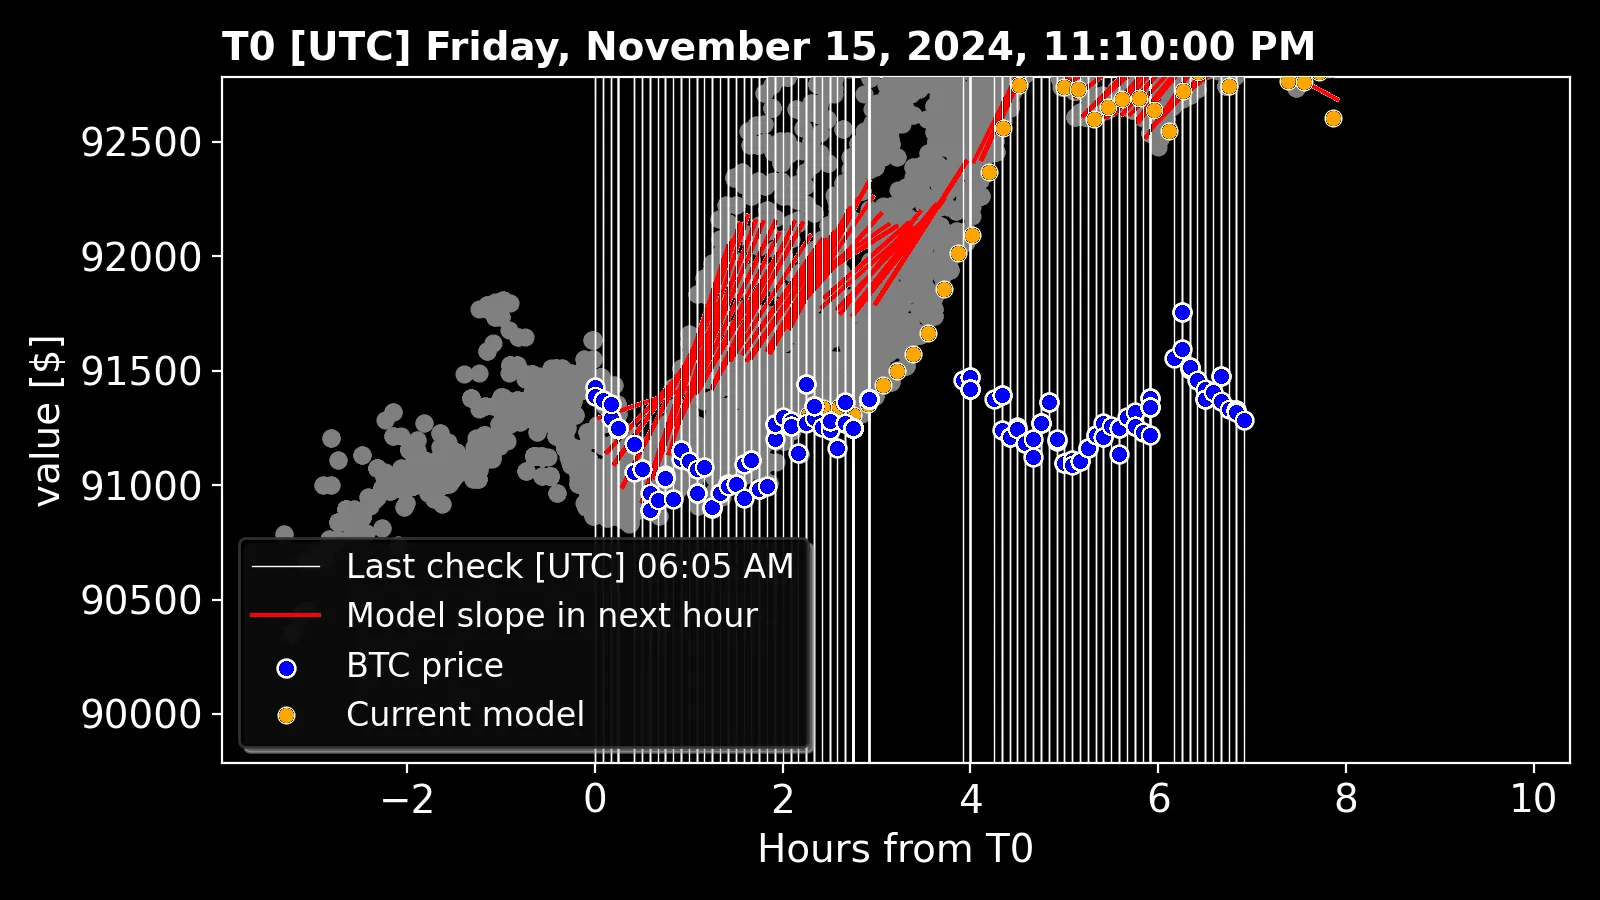 T0 [UTC] Friday, November 15, 2024, 11:10:00 PM
value [$]
92500
92000
91500
91000
90500
90000
Last check [UTC] 06:05 AM
Model slope in next hour
BTC price
Current model
−2 0 2 4 6 8 10
Hours from T0